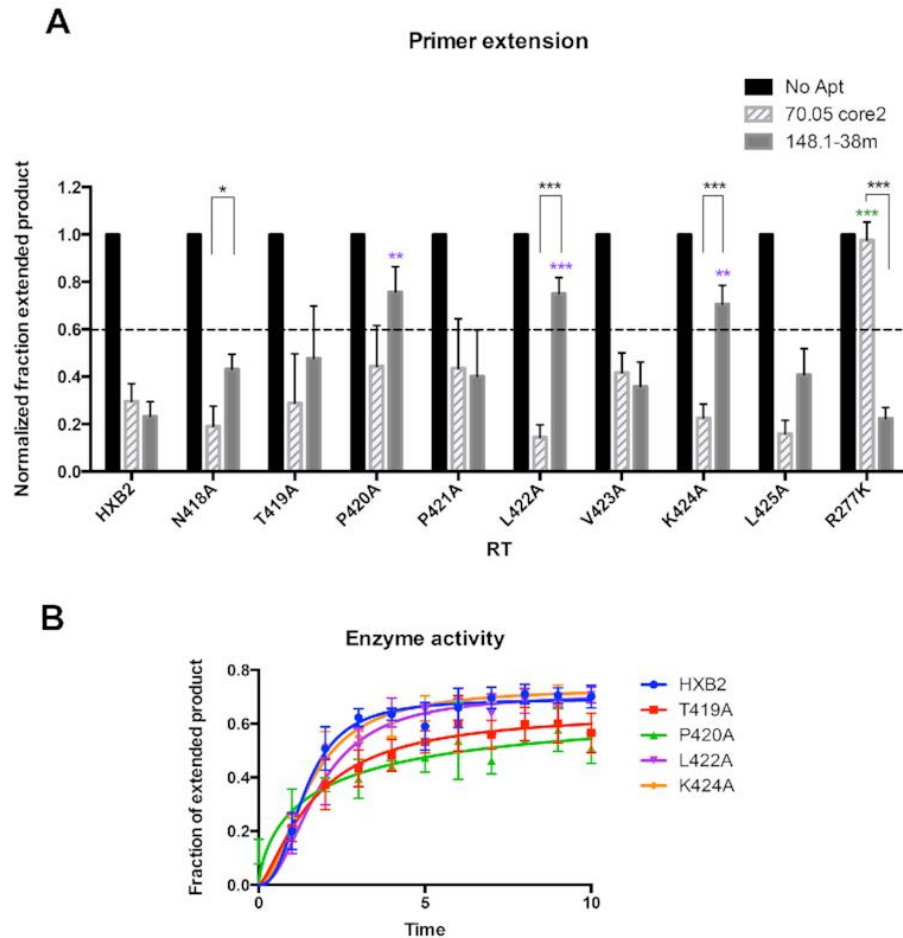 A
Primer extension
No Apt
70.05 core2
148.1-38m
Normalized fraction extended product
1.2
1.0
0.8
0.6
0.4
0.2
0.0
*
**
***
***
**
***
***
***
HXB2
N418A
T419A
P420A
P421A
L422A
V423A
K424A
L425A
R277K
RT
B
Enzyme activity
Fraction of extended product
0.8
0.6
0.4
0.2
0.0
0
5
10
Time
HXB2
T419A
P420A
L422A
K424A